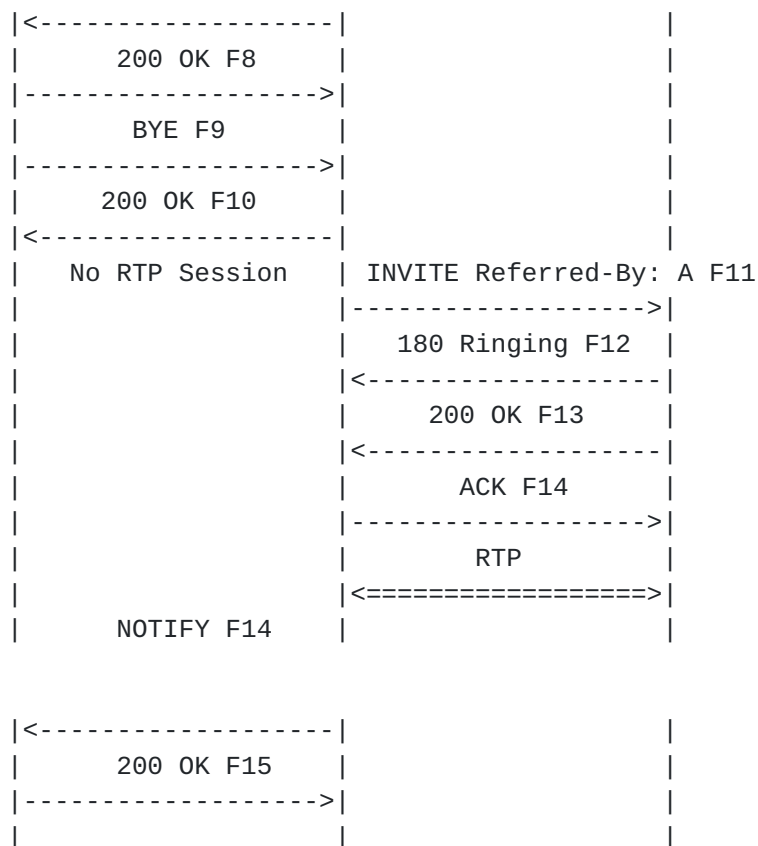 |<-------------------|                    |
|      200 OK F8     |                    |
|------------------->|                    |
|       BYE F9       |                    |
|------------------->|                    |
|     200 OK F10     |                    |
|<-------------------|                    |
|   No RTP Session   | INVITE Referred-By: A F11
|                    |------------------->|
|                    |   180 Ringing F12  |
|                    |<-------------------|
|                    |     200 OK F13     |
|                    |<-------------------|
|                    |       ACK F14      |
|                    |------------------->|
|                    |        RTP         |
|                    |<==================>|
|      NOTIFY F14    |                    |
|<-------------------|                    |
|      200 OK F15    |                    |
|------------------->|                    |
|                    |                    |